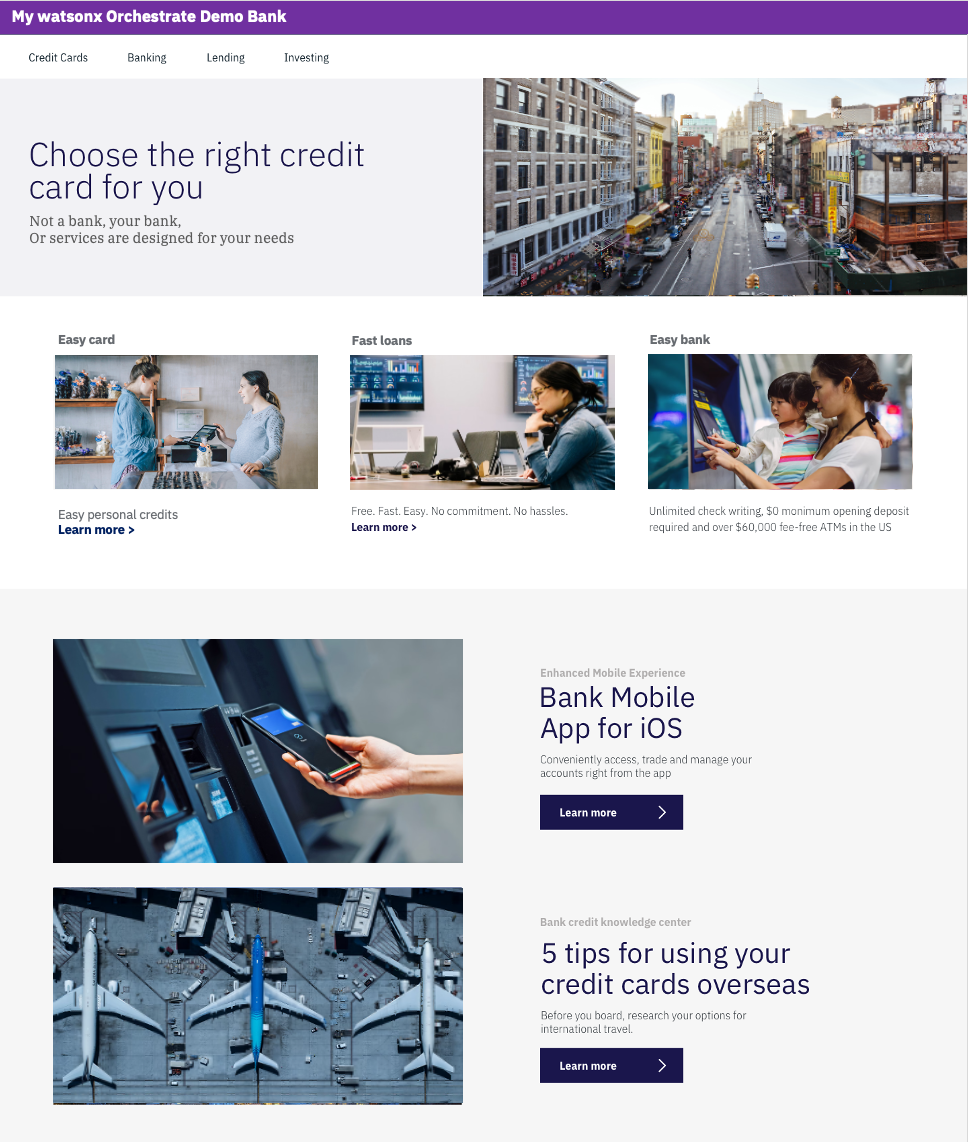 My watsonx Orchestrate Demo Bank
Credit Cards Banking Lending Investing
Choose the right credit
card for you
Not a bank, your bank,
Or services are designed for your needs
Easy card
Easy personal credits
Learn more >
Fast loans
Free. Fast. Easy. No commitment. No hassles.
Learn more >
Easy bank
Unlimited check writing, $0 monimum opening deposit
required and over $60,000 fee-free ATMs in the US
Enhanced Mobile Experience
Bank Mobile
App for iOS
Conveniently access, trade and manage your
accounts right from the app
Learn more
Bank credit knowledge center
5 tips for using your
credit cards overseas
Before you board, research your options for
international travel.
Learn more